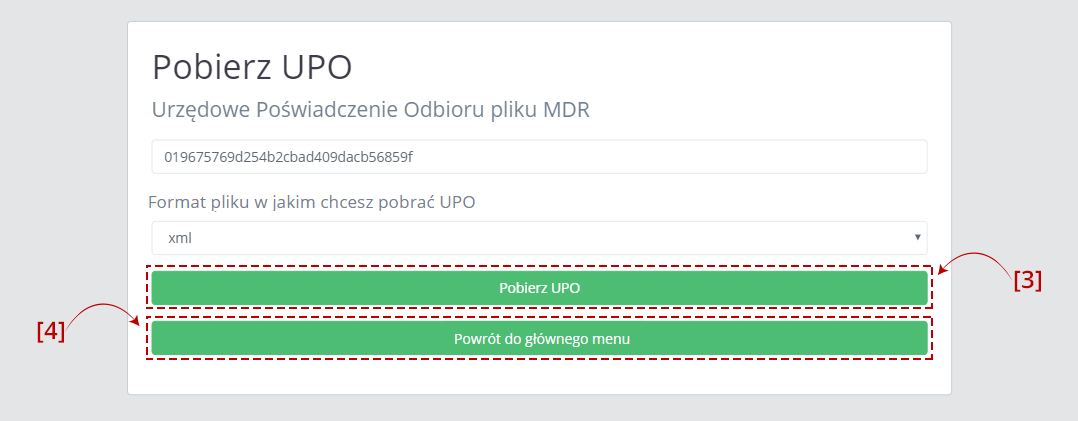 Pobierz UPO
Urzędowe Poświadczenie Odbioru pliku MDR
019675769d254b2cbad409dacb56859f
Format pliku w jakim chcesz pobrać UPO
xml
Pobierz UPO
[3]
[4]
Powrót do głównego menu